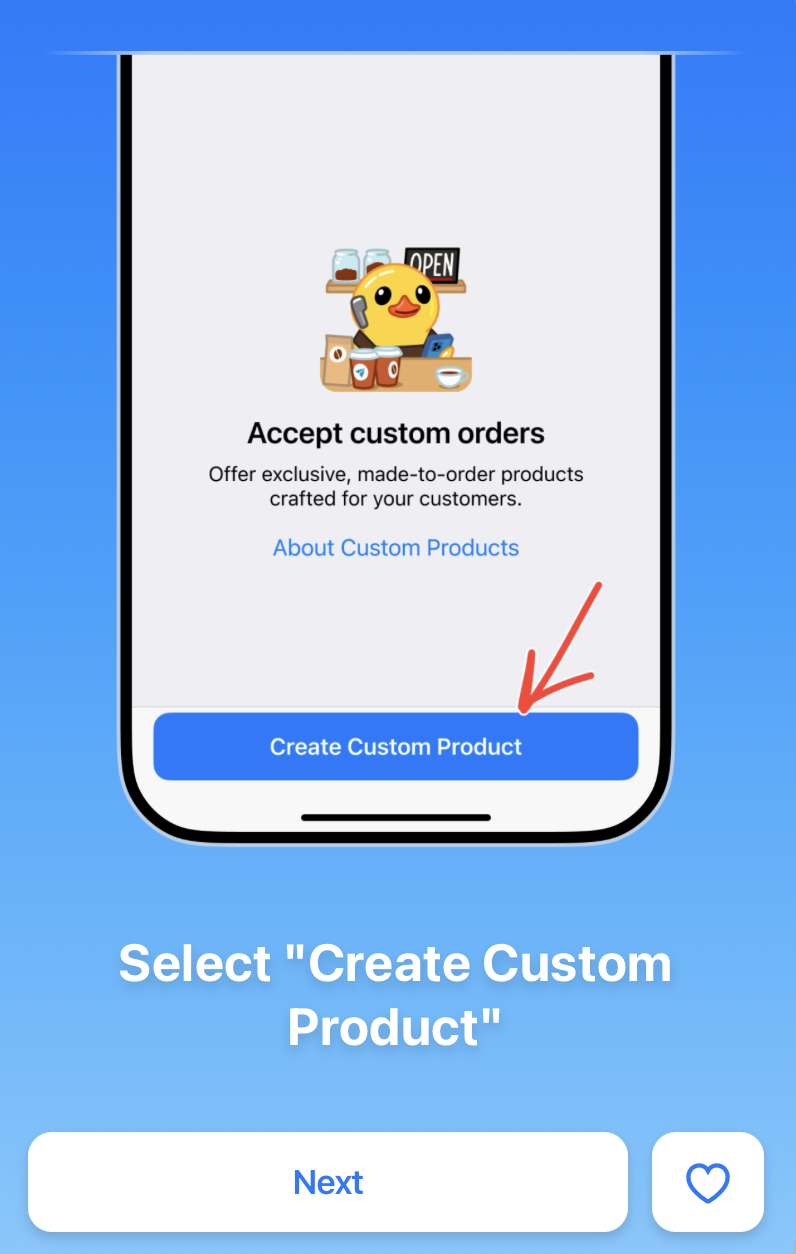 OPEN
Accept custom orders
Offer exclusive, made-to-order products
crafted for your customers.
About Custom Products
Create Custom Product
Select "Create Custom
Product"
Next